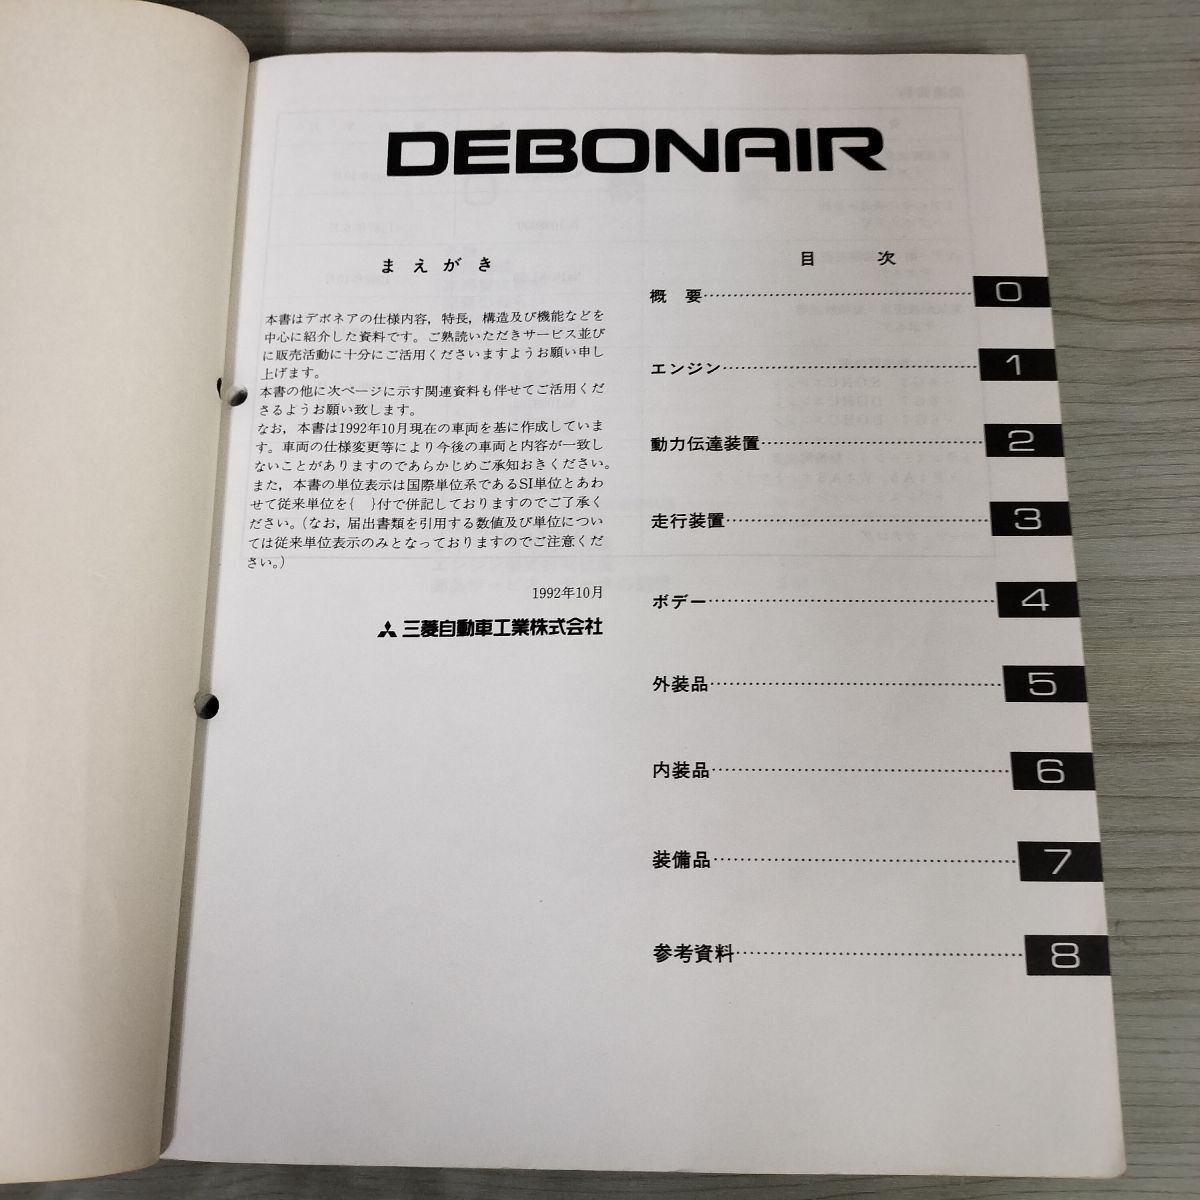 DEBONAIR
まえがき
本書はデボネアの仕様内容，特長，構造及び機能などを
中心に紹介した資料です。ご熟読いただきサービス並び
に販売活動に十分にご活用くださいますようお願い申し
上げます。
本書の他に次ページに示す関連資料も併せてご活用くだ
さるようお願い致します。
なお，本書は1992年10月現在の車両を基に作成していま
す。車両の仕様変更等により今後の車両と内容が一致し
ないことがありますのであらかじめご承知おきください。
また，本書の単位表示は国際単位系であるSI単位とあわ
せて従来単位を{　}付で併記しておりますのでご了承く
ださい。（なお，届出書類を引用する数値及び単位につい
ては従来単位表示のみとなっておりますのでご注意くだ
さい。）
1992年10月
三菱自動車工業株式会社
目　次
概　要 0
エンジン 1
動力伝達装置 2
走行装置 3
ボデー 4
外装品 5
内装品 6
装備品 7
参考資料 8